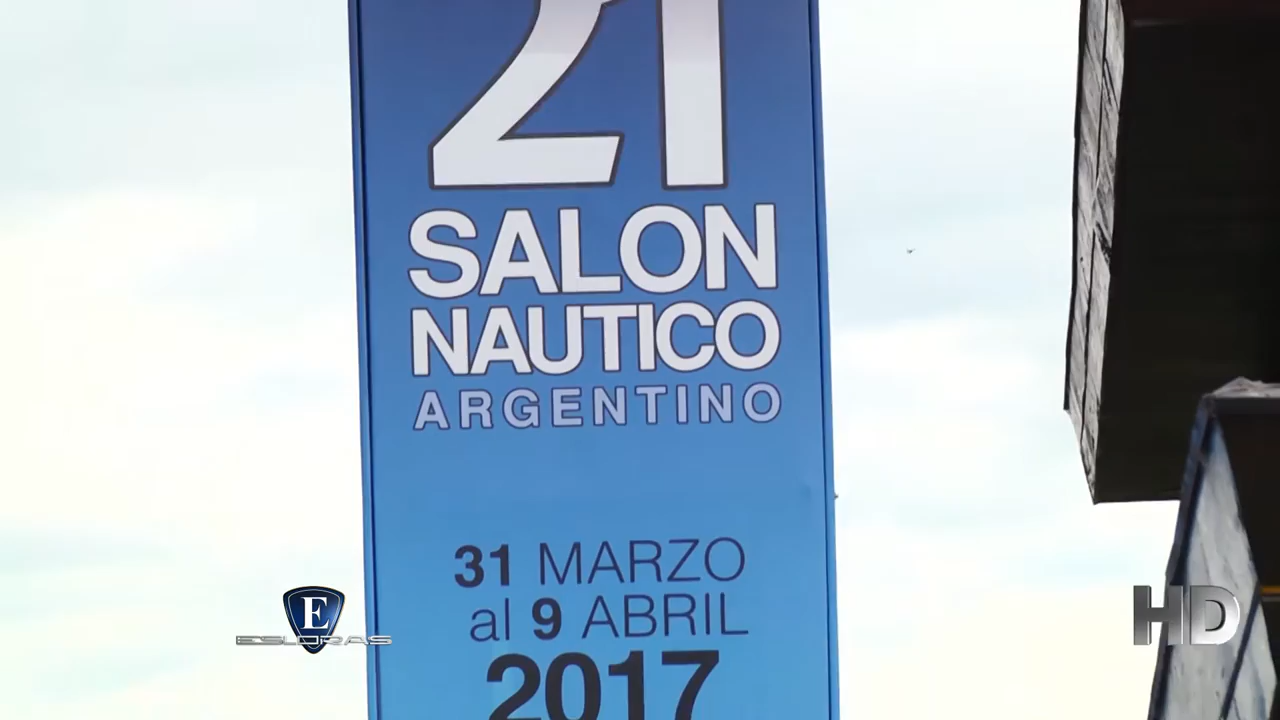 21
SALON
NAUTICO
ARGENTINO
31 MARZO
al 9 ABRIL
2017
E
ESLORAS
HD